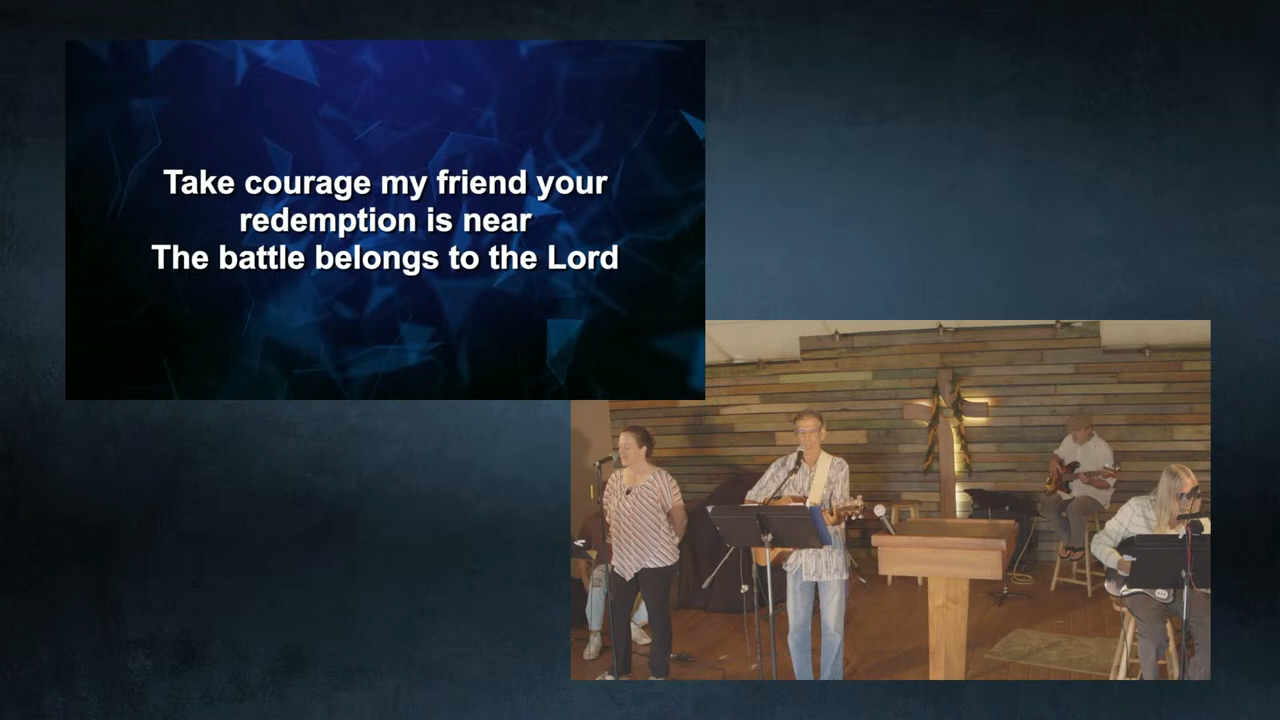 Take courage my friend your
redemption is near
The battle belongs to the Lord